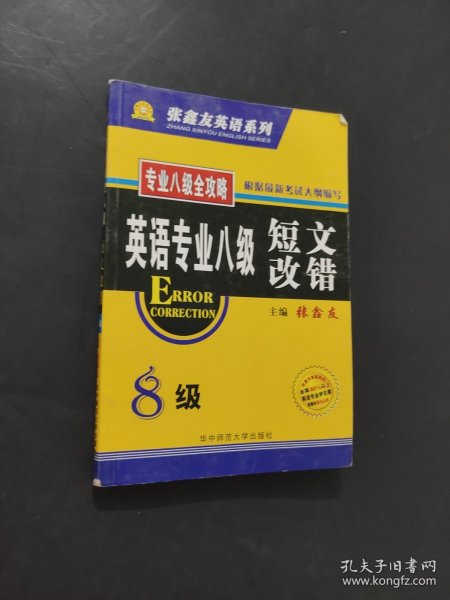 张鑫友英语系列
ZHANG XINYOU ENGLISH SERIES
专业八级全攻略
根据最新考试大纲编写
英语专业八级
短文
改错
ERROR
CORRECTION
主编 张鑫友
8级
华中师范大学出版社
孔夫子旧书网
www.kongfz.com